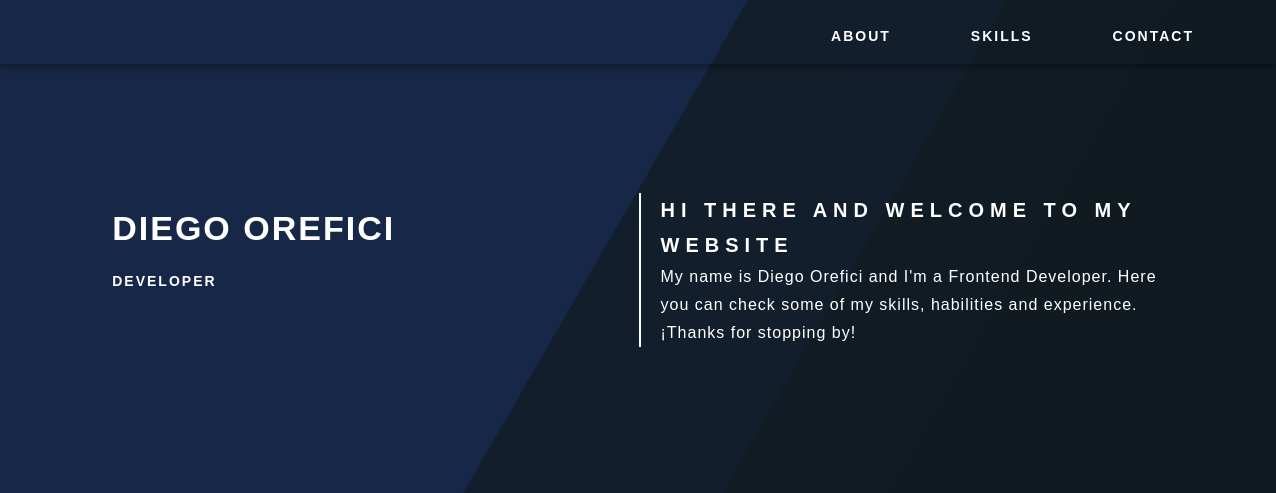 ABOUT SKILLS CONTACT
DIEGO OREFICI
DEVELOPER
HI THERE AND WELCOME TO MY
WEBSITE
My name is Diego Orefici and I'm a Frontend Developer. Here
you can check some of my skills, habilities and experience.
¡Thanks for stopping by!